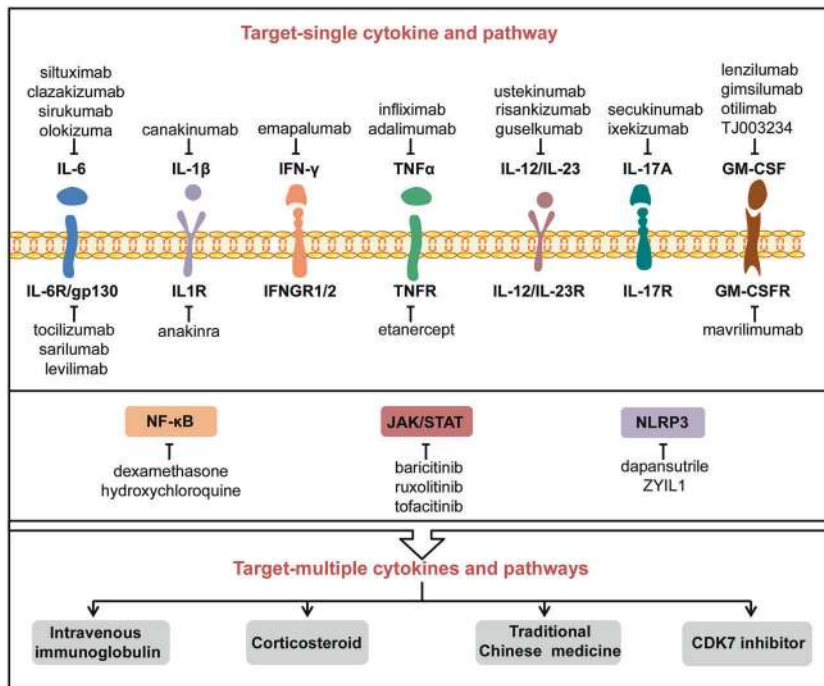 Target-single cytokine and pathway
siltuximab
clazakizumab
sirukumab
olokizuma
canakinumab
emapalumab
infliximab
adalimumab
ustekinumab
risankizumab
guselkumab
secukinumab
ixekizumab
lenzilumab
gimsilumab
otilimab
TJ003234
IL-6
IL-1β
IFN-γ
TNFα
IL-12/IL-23
IL-17A
GM-CSF
IL-6R/gp130
IL1R
IFNGR1/2
TNFR
IL-12/IL-23R
IL-17R
GM-CSFR
tocilizumab
sarilumab
levilimab
anakinra
etanercept
mavrilimumab
NF-κB
JAK/STAT
NLRP3
dexamethasone
hydroxychloroquine
baricitinib
ruxolitinib
tofacitinib
dapansutrile
ZYIL1
Target-multiple cytokines and pathways
Intravenous
immunoglobulin
Corticosteroid
Traditional
Chinese medicine
CDK7 inhibitor